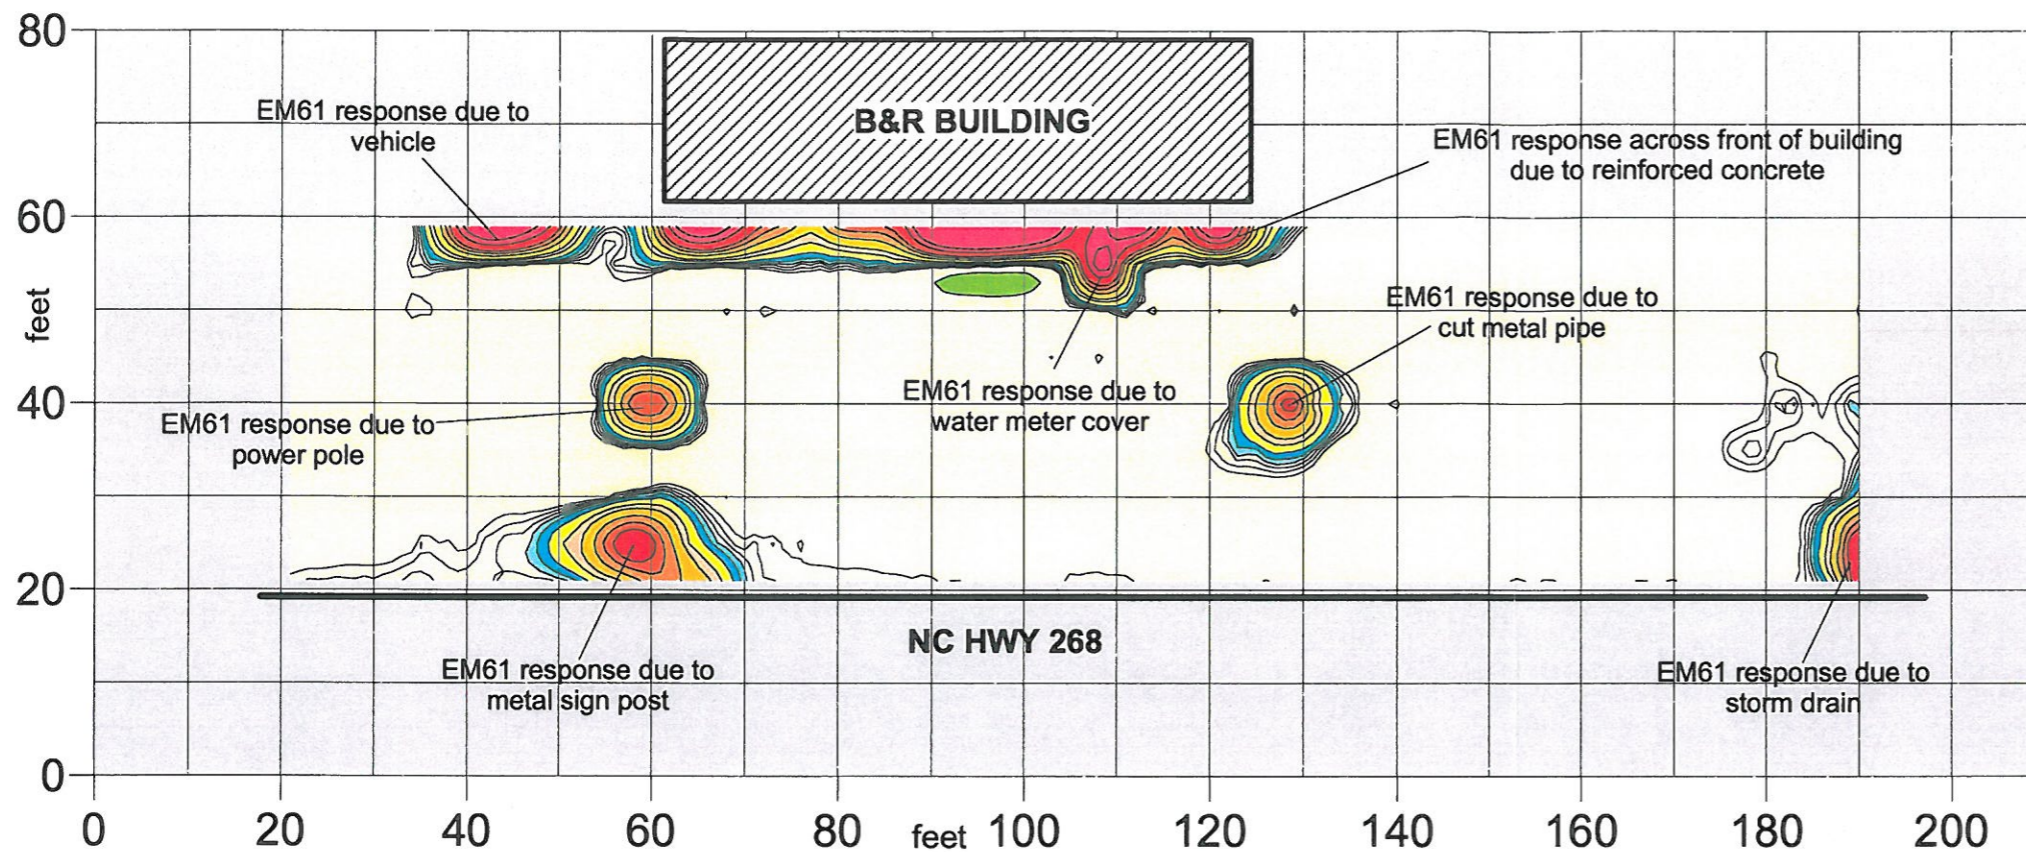 80
60
40
20
0
feet
EM61 response due to
vehicle
B&R BUILDING
EM61 response across front of building
due to reinforced concrete
EM61 response due to
cut metal pipe
EM61 response due to
water meter cover
EM61 response due to
power pole
NC HWY 268
EM61 response due to
metal sign post
EM61 response due to
storm drain
0 20 40 60 80 feet 100 120 140 160 180 200